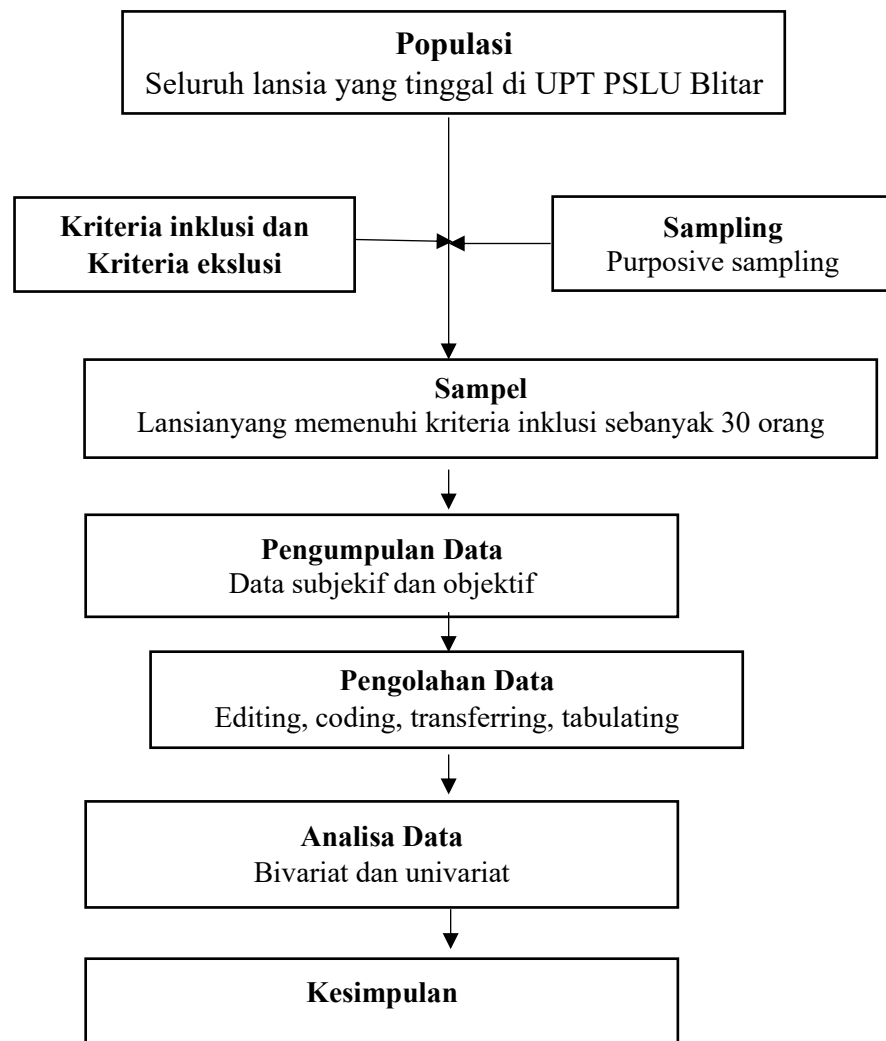 Populasi
Seluruh lansia yang tinggal di UPT PSLU Blitar
Kriteria inklusi dan
Kriteria ekslusi
Sampling
Purposive sampling
Sampel
Lansianyang memenuhi kriteria inklusi sebanyak 30 orang
Pengumpulan Data
Data subjekif dan objektif
Pengolahan Data
Editing, coding, transferring, tabulating
Analisa Data
Bivariat dan univariat
Kesimpulan